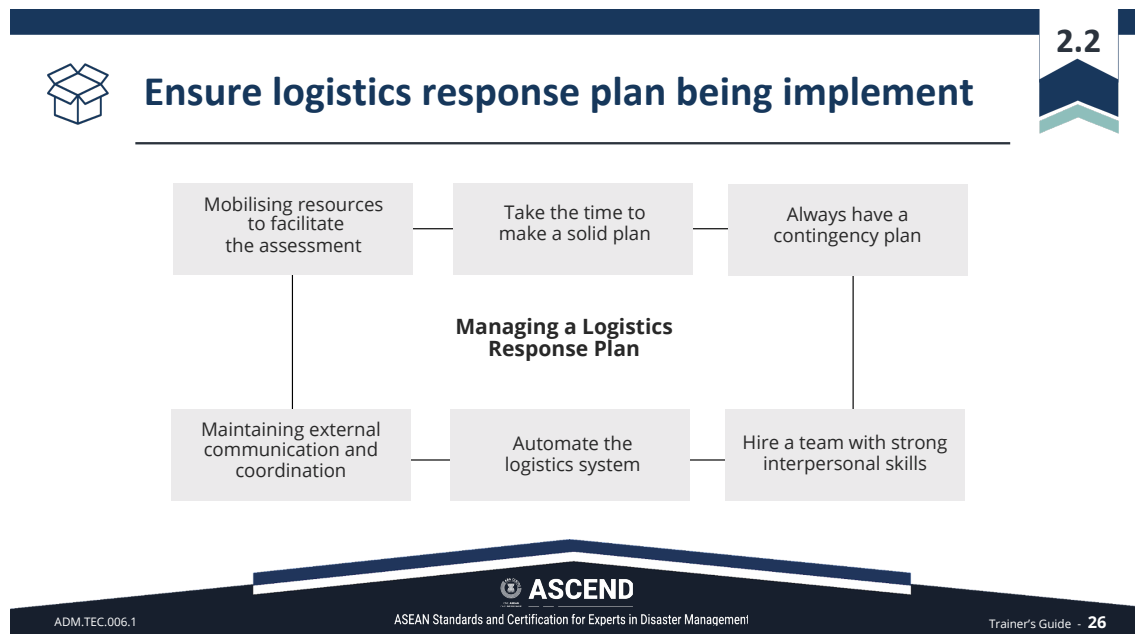 2.2
Ensure logistics response plan being implement
Mobilising resources
to facilitate
the assessment
Take the time to
make a solid plan
Always have a
contingency plan
Managing a Logistics
Response Plan
Maintaining external
communication and
coordination
Automate the
logistics system
Hire a team with strong
interpersonal skills
ASCEND
ASEAN Standards and Certification for Experts in Disaster Management
ADM.TEC.006.1
Trainer's Guide - 26